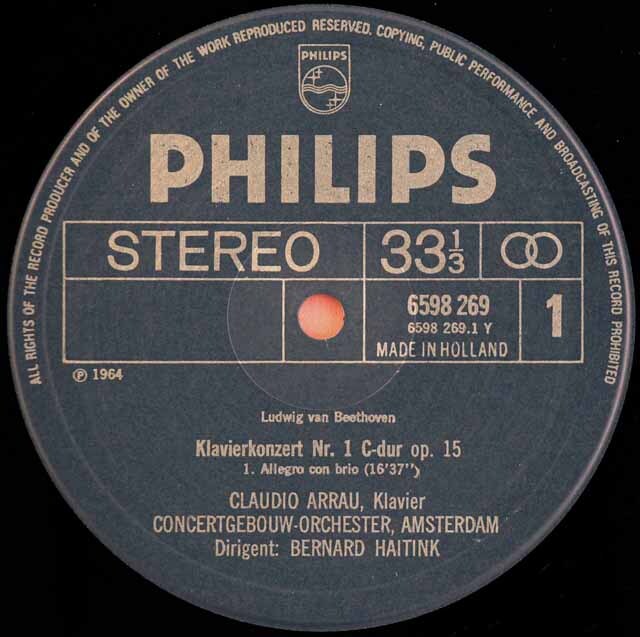 ALL RIGHTS OF THE RECORD PRODUCER AND OF THE OWNER OF THE WORK REPRODUCED RESERVED. COPYING, PUBLIC PERFORMANCE AND BROADCASTING OF THIS RECORD PROHIBITED
PHILIPS
PHILIPS
STEREO 33⅓
6598 269 1
6598 269.1 Y
MADE IN HOLLAND
℗ 1964
Ludwig van Beethoven
Klavierkonzert Nr. 1 C-dur op. 15
1. Allegro con brio (16'37'')
CLAUDIO ARRAU, Klavier
CONCERTGEBOUW-ORCHESTER, AMSTERDAM
Dirigent: BERNARD HAITINK